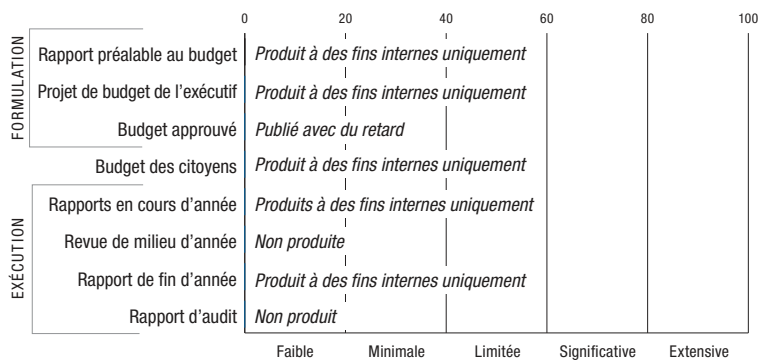 0 20 40 60 80 100
FORMULATION
Rapport préalable au budget Produit à des fins internes uniquement
Projet de budget de l’exécutif Produit à des fins internes uniquement
Budget approuvé Publié avec du retard
Budget des citoyens Produit à des fins internes uniquement
EXÉCUTION
Rapports en cours d’année Produits à des fins internes uniquement
Revue de milieu d’année Non produite
Rapport de fin d’année Produit à des fins internes uniquement
Rapport d’audit Non produit
Faible Minimale Limitée Significative Extensive